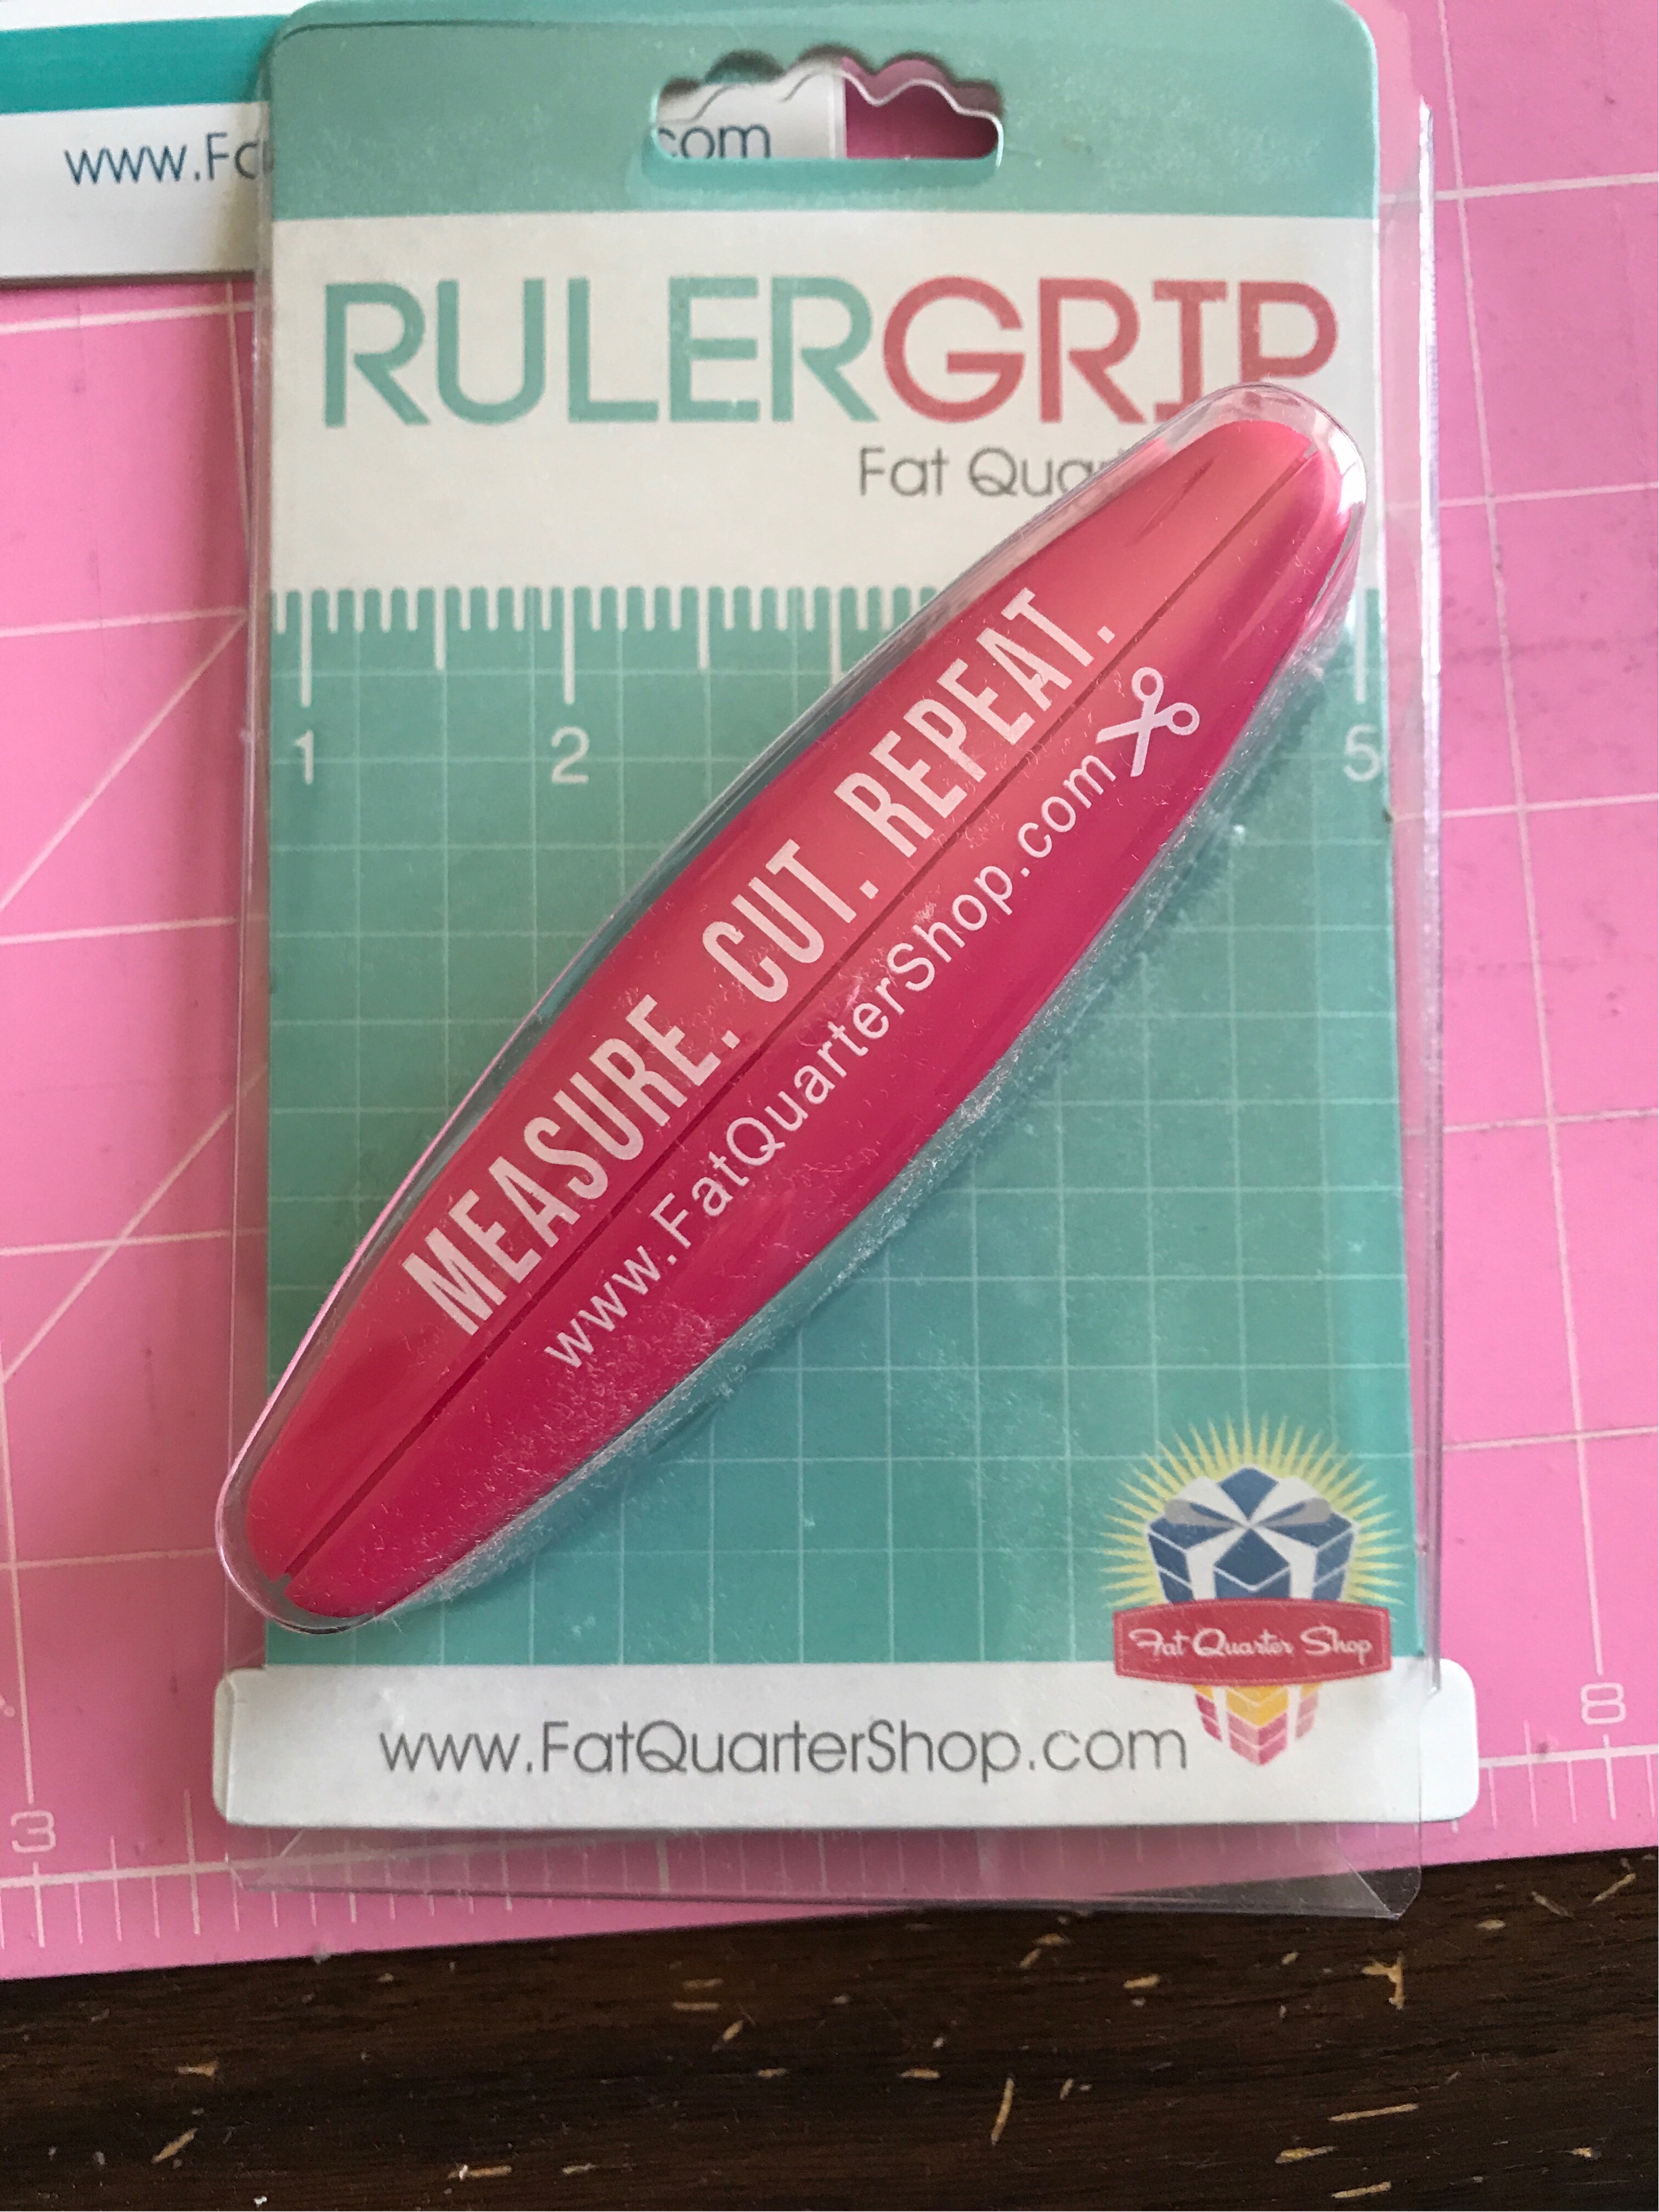 www.Fa
com
RULERGRIP
Fat Quar
1 2 5
MEASURE. CUT. REPEAT.
www.FatQuarterShop.com
Fat Quarter Shop
www.FatQuarterShop.com
8
3